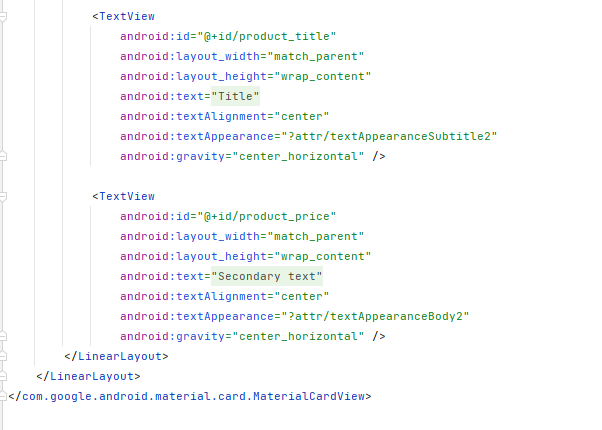 <TextView
android:id="@+id/product_title"
android:layout_width="match_parent"
android:layout_height="wrap_content"
android:text="Title"
android:textAlignment="center"
android:textAppearance="?attr/textAppearanceSubtitle2"
android:gravity="center_horizontal" />
<TextView
android:id="@+id/product_price"
android:layout_width="match_parent"
android:layout_height="wrap_content"
android:text="Secondary text"
android:textAlignment="center"
android:textAppearance="?attr/textAppearanceBody2"
android:gravity="center_horizontal" />
</LinearLayout>
</LinearLayout>
</com.google.android.material.card.MaterialCardView>